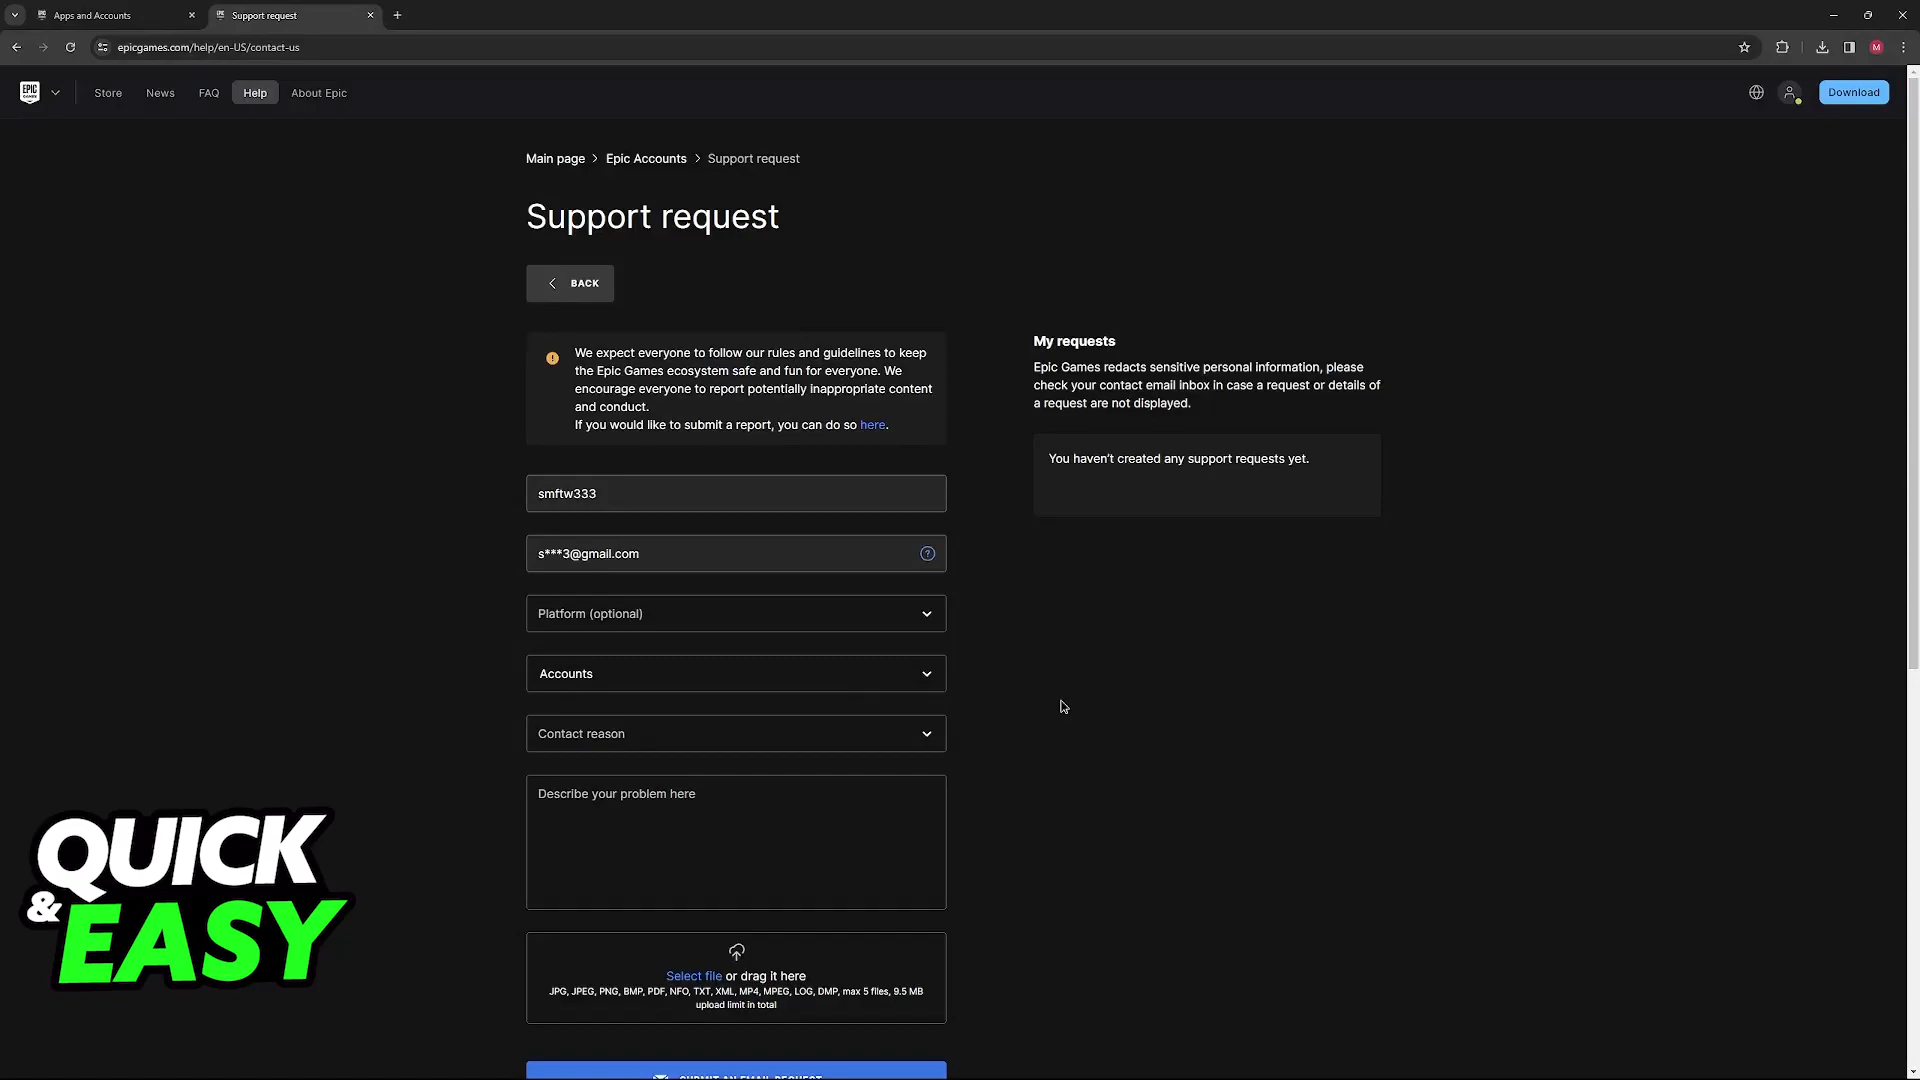 Apps and Accounts
Support request
epicgames.com/help/en-US/contact-us
M
EPIC GAMES
Store
News
FAQ
Help
About Epic
Download
Main page > Epic Accounts > Support request
Support request
BACK
We expect everyone to follow our rules and guidelines to keep
the Epic Games ecosystem safe and fun for everyone. We
encourage everyone to report potentially inappropriate content
and conduct.
If you would like to submit a report, you can do so here.
smftw333
s***3@gmail.com
?
Platform (optional)
Accounts
Contact reason
Describe your problem here
Select file or drag it here
JPG, JPEG, PNG, BMP, PDF, NFO, TXT, XML, MP4, MPEG, LOG, DMP, max 5 files, 9.5 MB
upload limit in total
SUBMIT AN EMAIL REQUEST
My requests
Epic Games redacts sensitive personal information, please
check your contact email inbox in case a request or details of
a request are not displayed.
You haven't created any support requests yet.
QUICK
& EASY